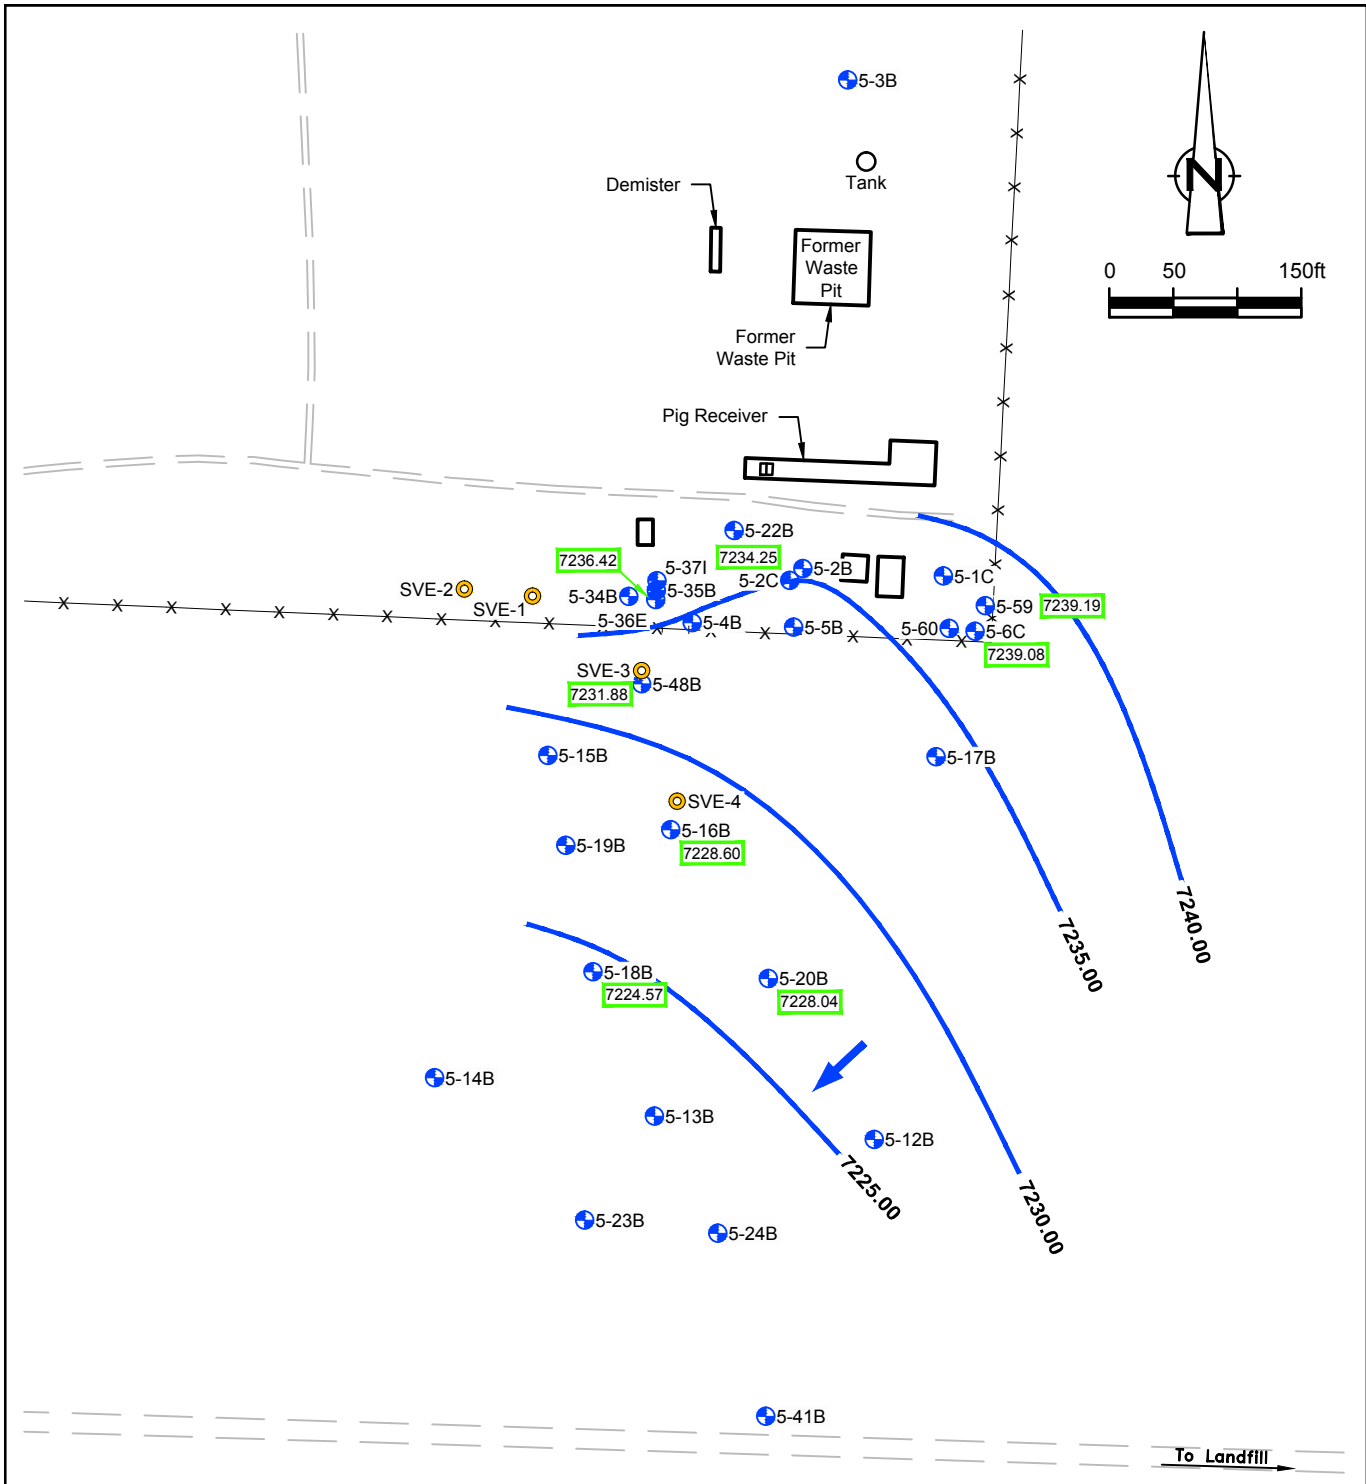 5-3B
Tank
Demister
Former
Waste
Pit
N
0 50 150ft
Former
Waste Pit
Pig Receiver
5-22B
7236.42
7234.25
5-37I
5-2B
5-2C
5-1C
SVE-2
SVE-1
5-34B
5-35B
5-59
7239.19
5-36E
5-4B
5-5B
5-60
5-6C
7239.08
SVE-3
5-48B
7231.88
5-15B
5-17B
SVE-4
5-16B
5-19B
7228.60
7240.00
7235.00
5-18B
7224.57
5-20B
7228.04
5-14B
5-13B
5-12B
7225.00
7230.00
5-23B
5-24B
5-41B
To Landfill